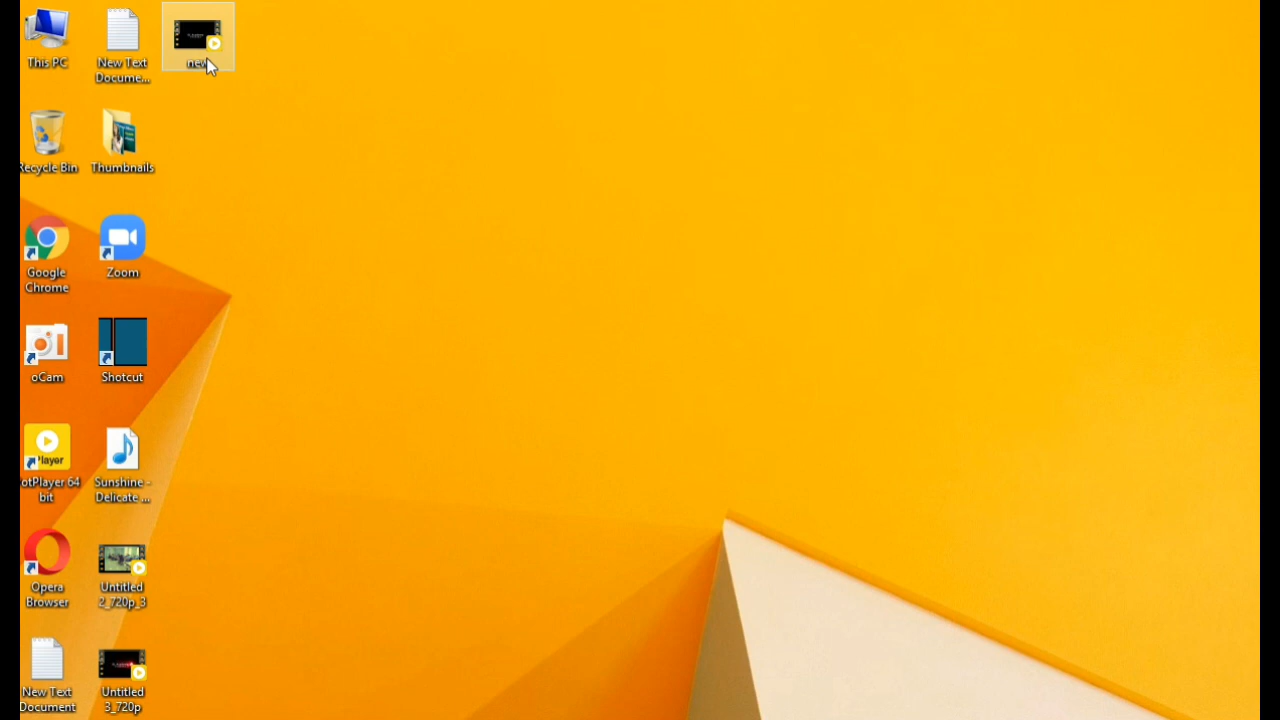 This PC
New Text
Docume...
new
Recycle Bin
Thumbnails
Google
Chrome
Zoom
oCam
Shotcut
Player
otPlayer 64
bit
Sunshine -
Delicate ...
Opera
Browser
Untitled
2_720p_3
New Text
Document
Untitled
3_720p